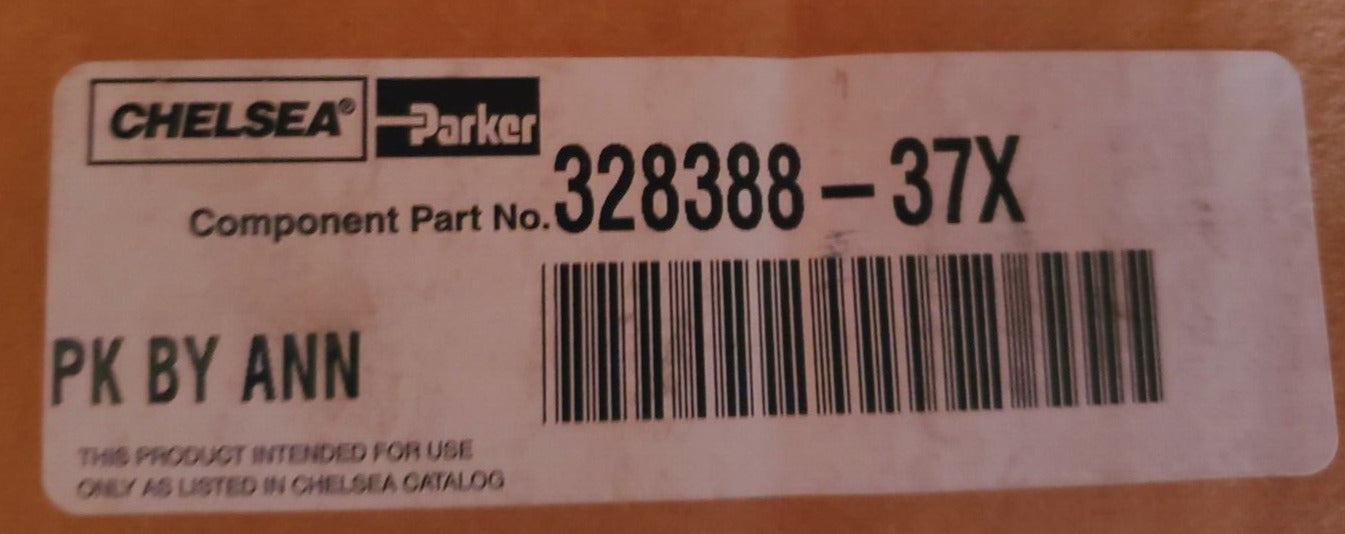 CHELSEA® Parker
Component Part No. 328388-37X
PK BY ANN
THIS PRODUCT INTENDED FOR USE
ONLY AS LISTED IN CHELSEA CATALOG